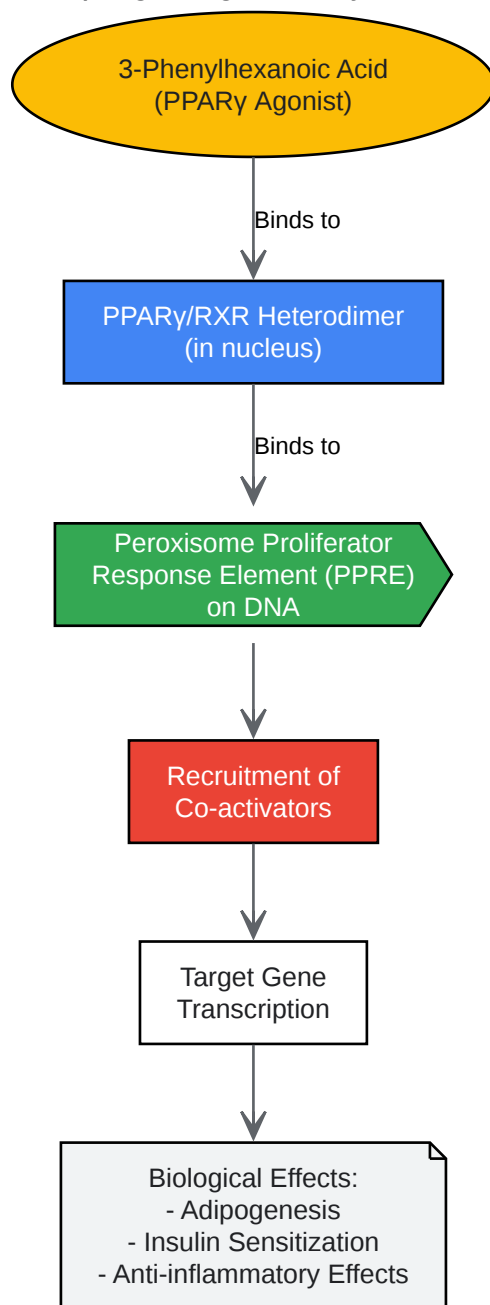 3-Phenylhexanoic Acid
(PPARγ Agonist)
Binds to
PPARγ/RXR Heterodimer
(in nucleus)
Binds to
Peroxisome Proliferator
Response Element (PPRE)
on DNA
Recruitment of
Co-activators
Target Gene
Transcription
Biological Effects:
- Adipogenesis
- Insulin Sensitization
- Anti-inflammatory Effects